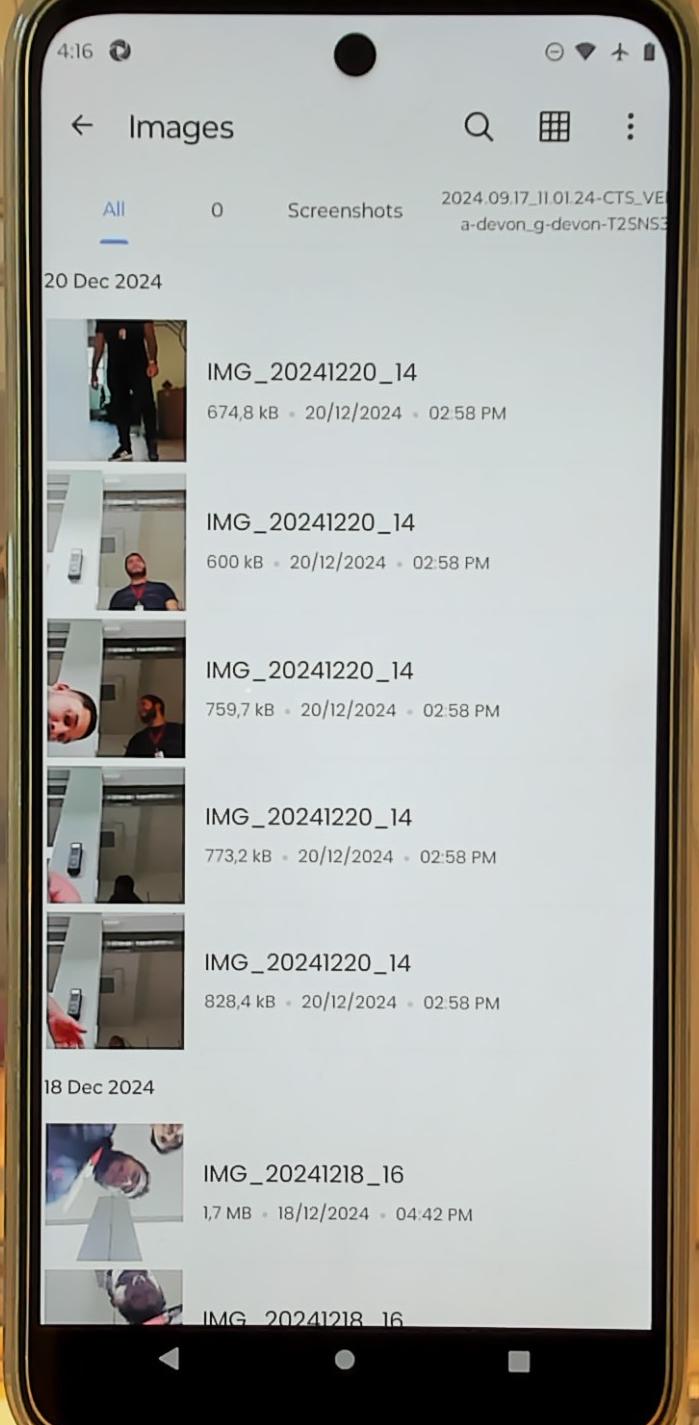 4:16
Images
All 0 Screenshots 2024.09.17_11.01.24-CTS_VE
a-devon_g-devon-T2SNS3
20 Dec 2024
IMG_20241220_14
674,8 kB • 20/12/2024 • 02:58 PM
IMG_20241220_14
600 kB • 20/12/2024 • 02:58 PM
IMG_20241220_14
759,7 kB • 20/12/2024 • 02:58 PM
IMG_20241220_14
773,2 kB • 20/12/2024 • 02:58 PM
IMG_20241220_14
828,4 kB • 20/12/2024 • 02:58 PM
18 Dec 2024
IMG_20241218_16
1,7 MB • 18/12/2024 • 04:42 PM
IMG_20241218_16